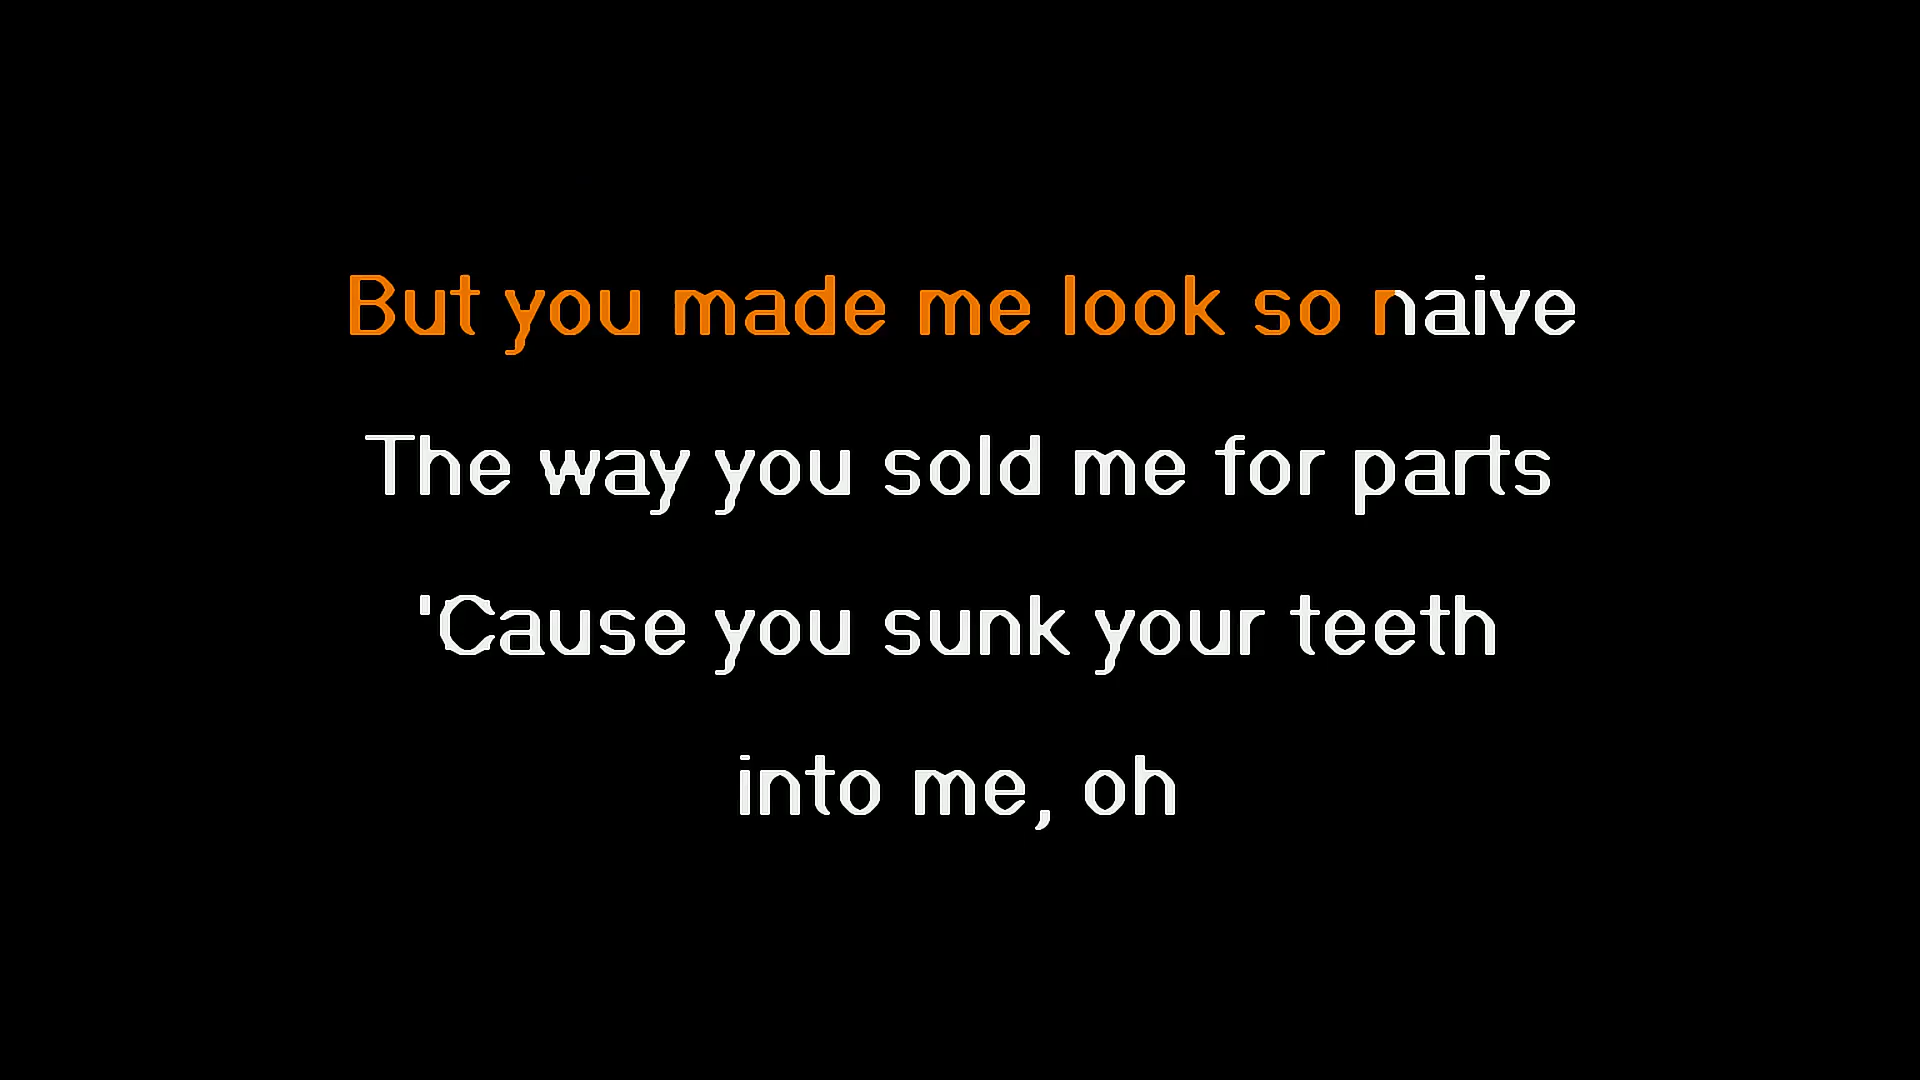 But you made me look so naive
The way you sold me for parts
'Cause you sunk your teeth
into me, oh